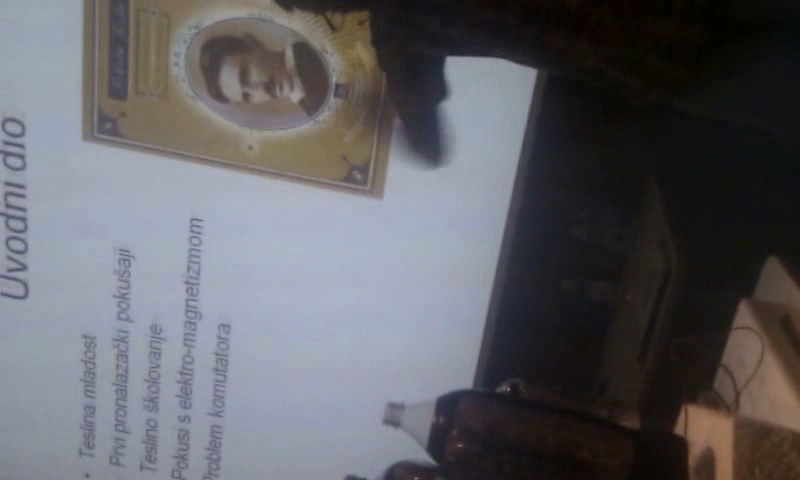 Uvodni dio
• Teslina mladost
Prvi pronalazački pokušaji
Teslino školovanje
Pokusi s elektro-magnetizmom
Problem komutatora